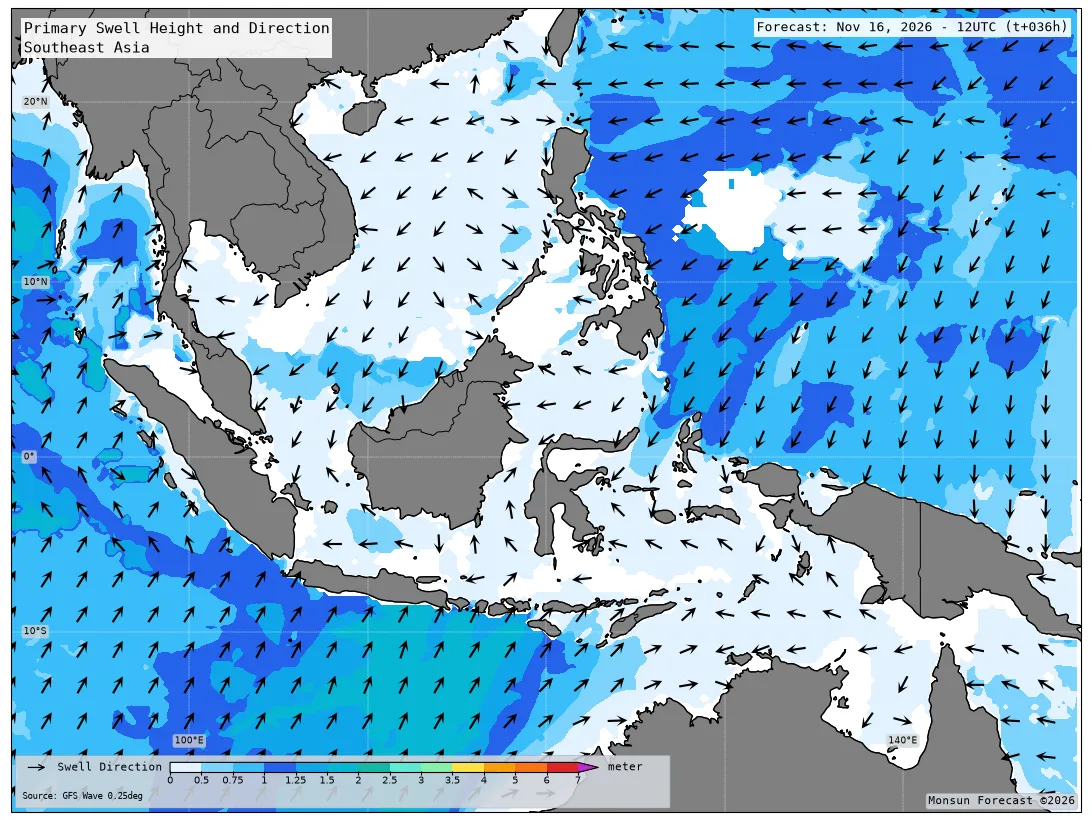 Primary Swell Height and Direction
Southeast Asia
Forecast: Nov 16, 2026 - 12UTC (t+036h)
20°N
10°N
0°
10°S
100°E
140°E
Swell Direction
0 0.5 0.75 1 1.25 1.5 2 2.5 3 3.5 4 5 6 7
meter
Source: GFS Wave 0.25deg
Monsun Forecast ©2026